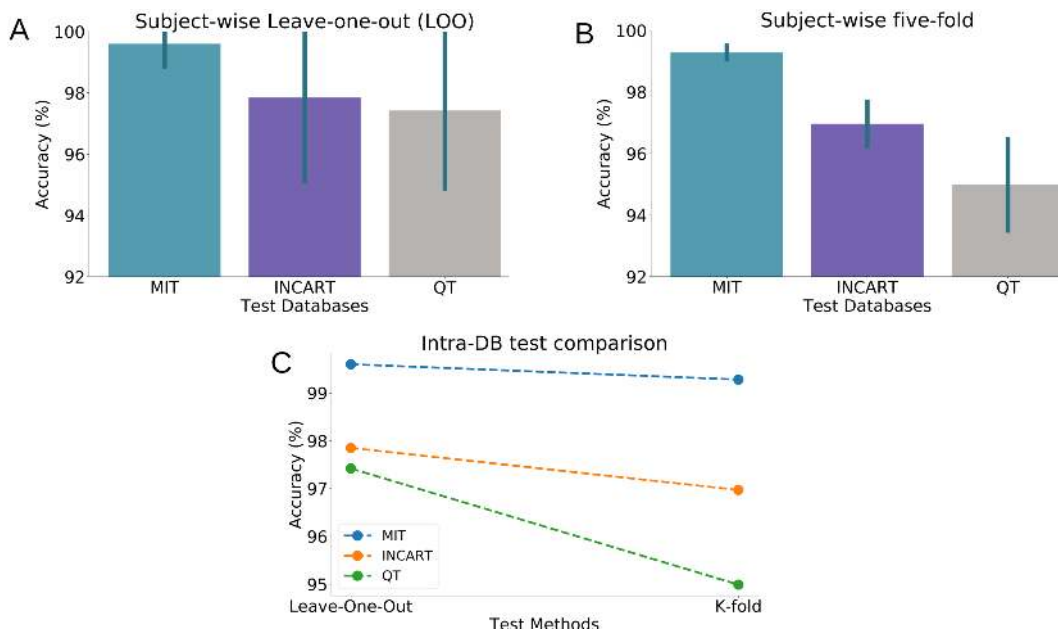 A
Subject-wise Leave-one-out (LOO)
100
98
96
94
92
Accuracy (%)
MIT INCART QT
Test Databases
B
Subject-wise five-fold
100
98
96
94
92
Accuracy (%)
MIT INCART QT
Test Databases
C
Intra-DB test comparison
99
98
97
96
95
Accuracy (%)
MIT
INCART
QT
Leave-One-Out K-fold
Test Methods